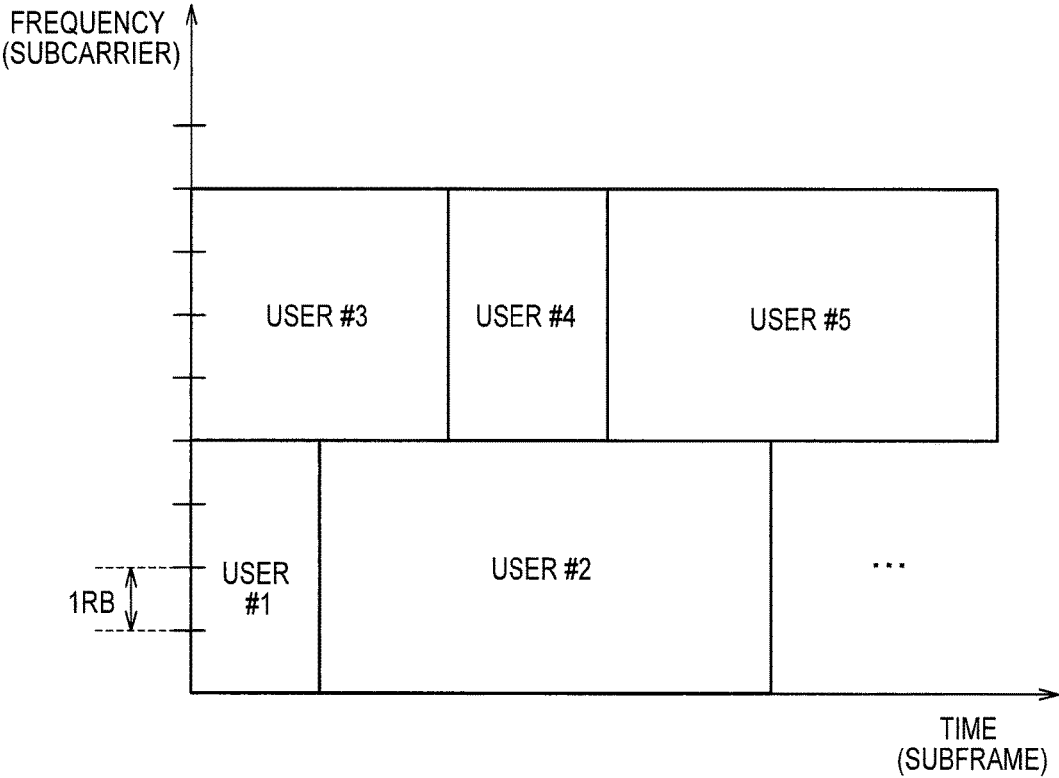 FREQUENCY
(SUBCARRIER)
USER #3
USER #4
USER #5
USER
#1
USER #2
...
1RB
TIME
(SUBFRAME)